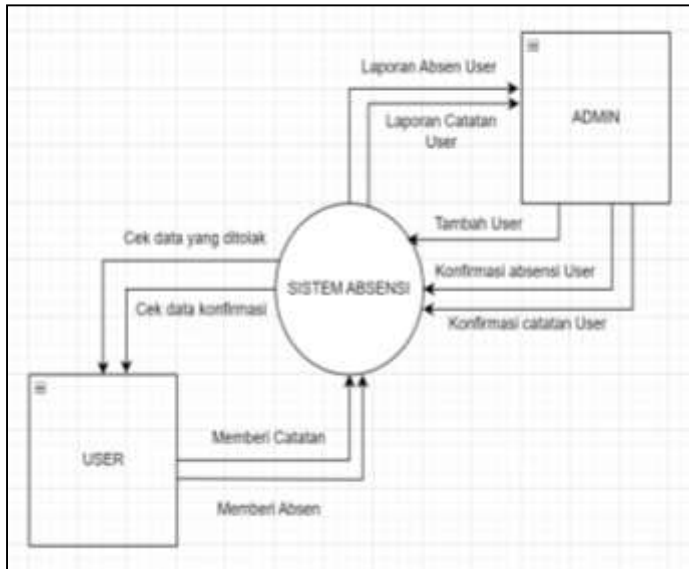 Laporan Absen User
Laporan Catatan
User
ADMIN
Tambah User
Cek data yang ditolak
Konfirmasi absensi User
SISTEM ABSENSI
Cek data konfirmasi
Konfirmasi catatan User
Memberi Catatan
USER
Memberi Absen